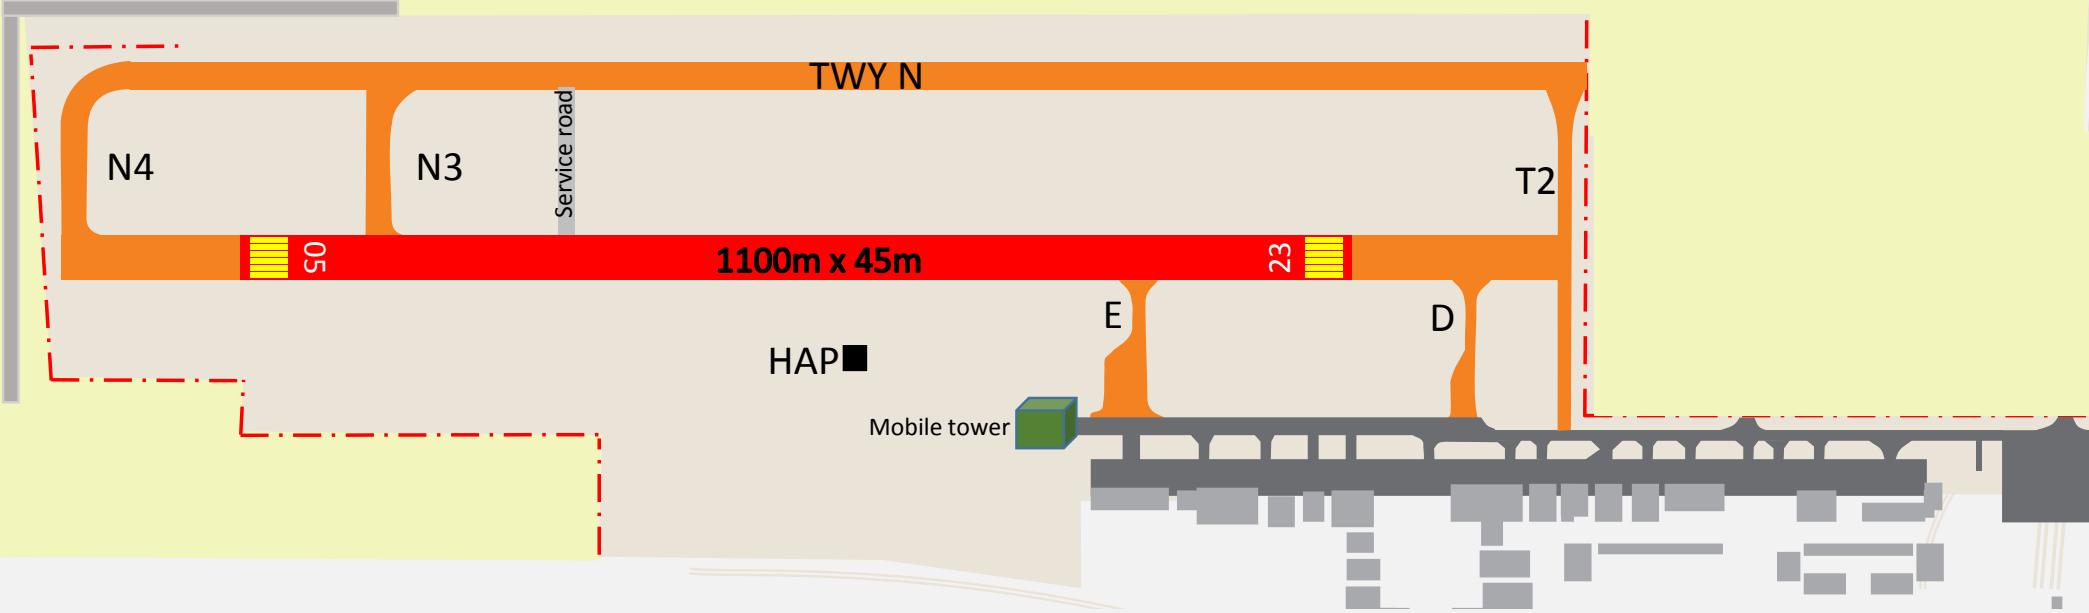 TWY N
N4
N3
Service road
T2
05
1100m x 45m
23
E
D
HAP
Mobile tower